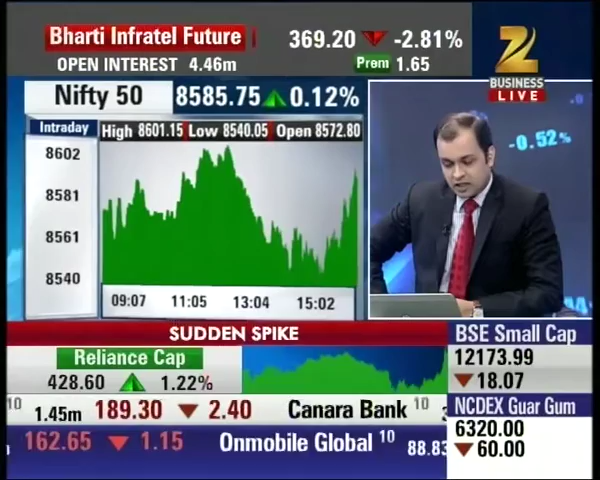 Bharti Infratel Future
369.20 -2.81%
OPEN INTEREST 4.46m
Prem 1.65
Z
BUSINESS
LIVE
Nifty 50 8585.75 0.12%
Intraday High 8601.15 Low 8540.05 Open 8572.80
8602
8581
8561
8540
09:07 11:05 13:04 15:02
-0.52%
SUDDEN SPIKE
Reliance Cap
428.60 1.22%
BSE Small Cap
12173.99
18.07
10 1.45m 189.30 2.40 Canara Bank 10
NCDEX Guar Gum
6320.00
60.00
162.65 1.15 Onmobile Global 10 88.83